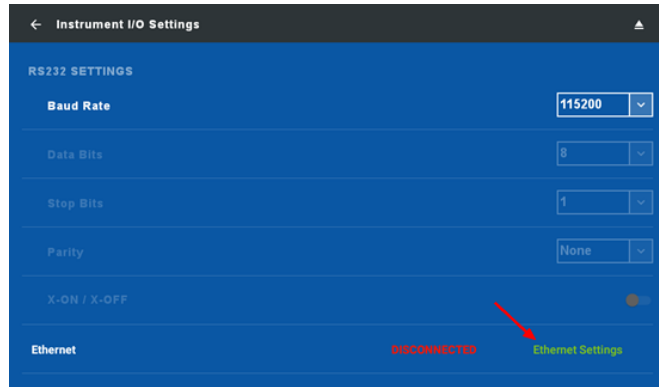 Instrument I/O Settings
RS232 SETTINGS
Baud Rate 115200
Data Bits 8
Stop Bits 1
Parity None
X-ON / X-OFF
Ethernet DISCONNECTED Ethernet Settings